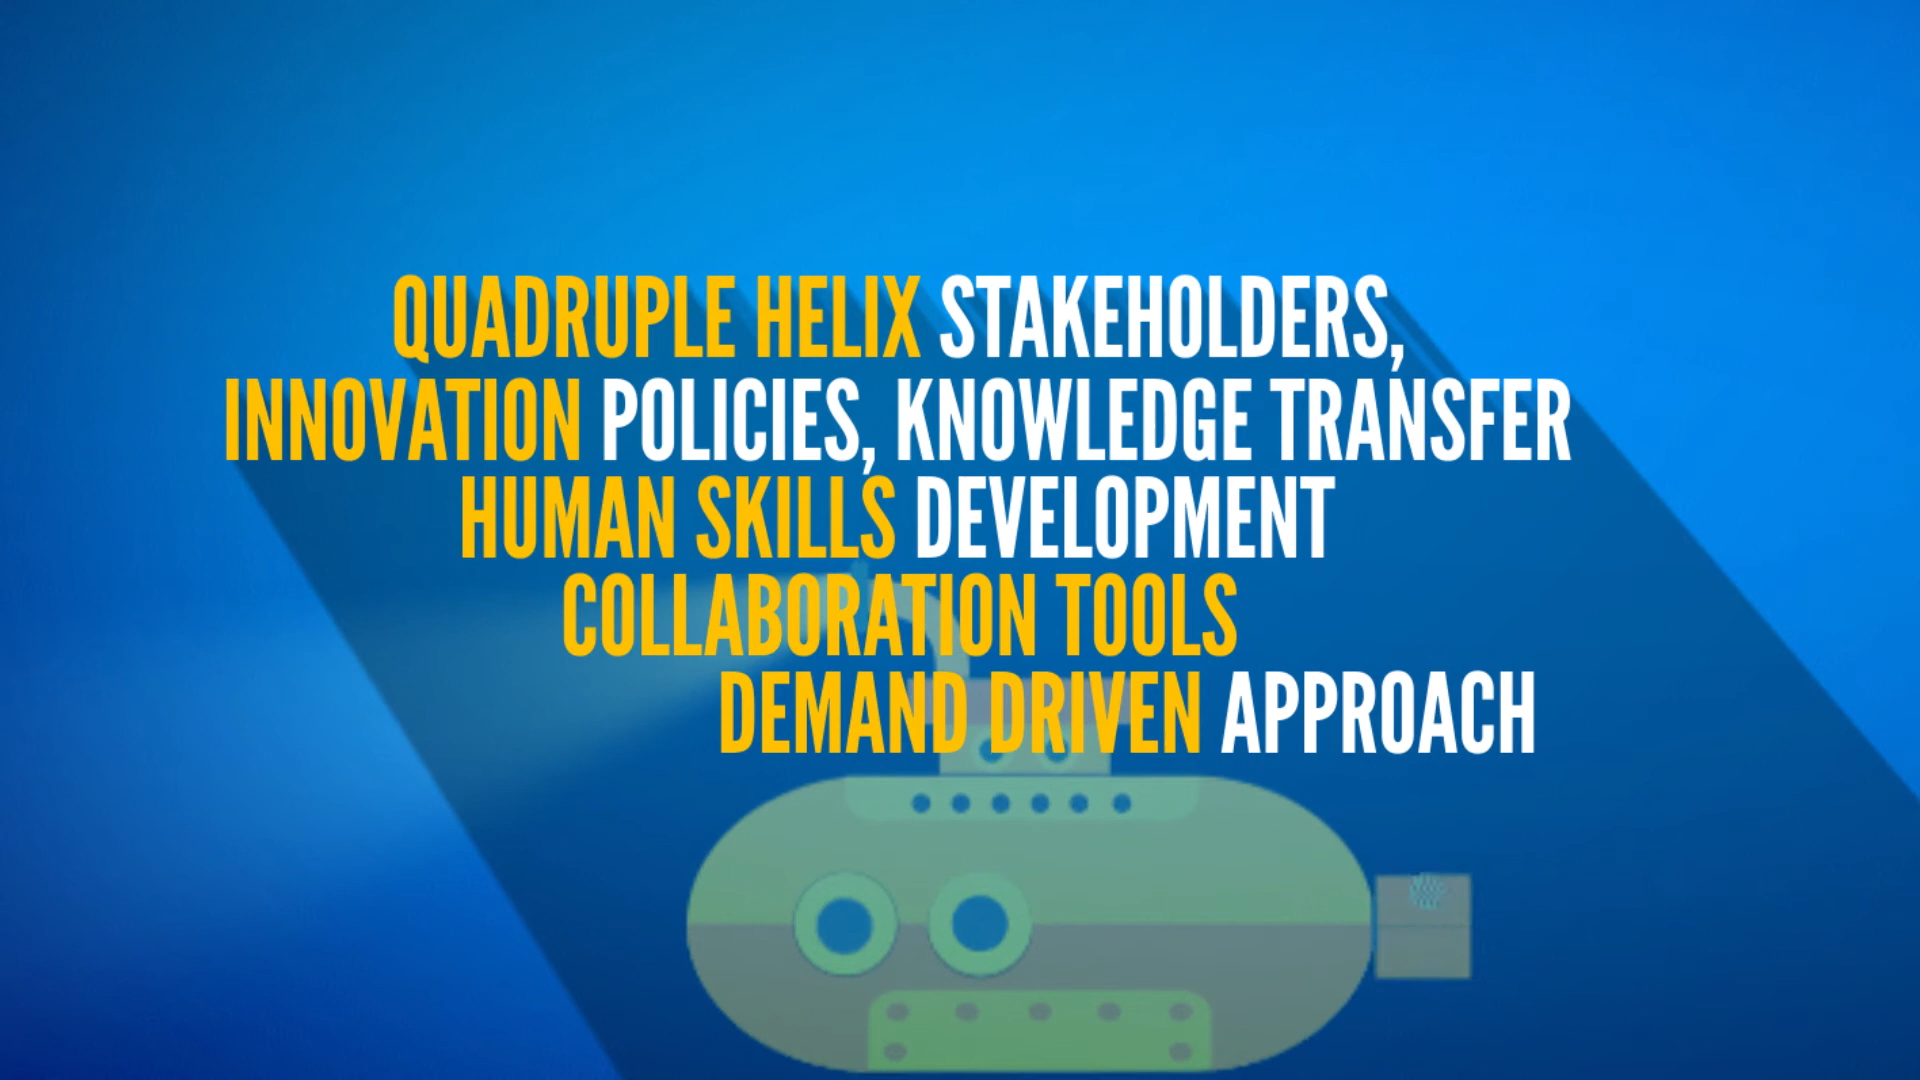 QUADRUPLE HELIX STAKEHOLDERS,
INNOVATION POLICIES, KNOWLEDGE TRANSFER
HUMAN SKILLS DEVELOPMENT
COLLABORATION TOOLS
DEMAND DRIVEN APPROACH